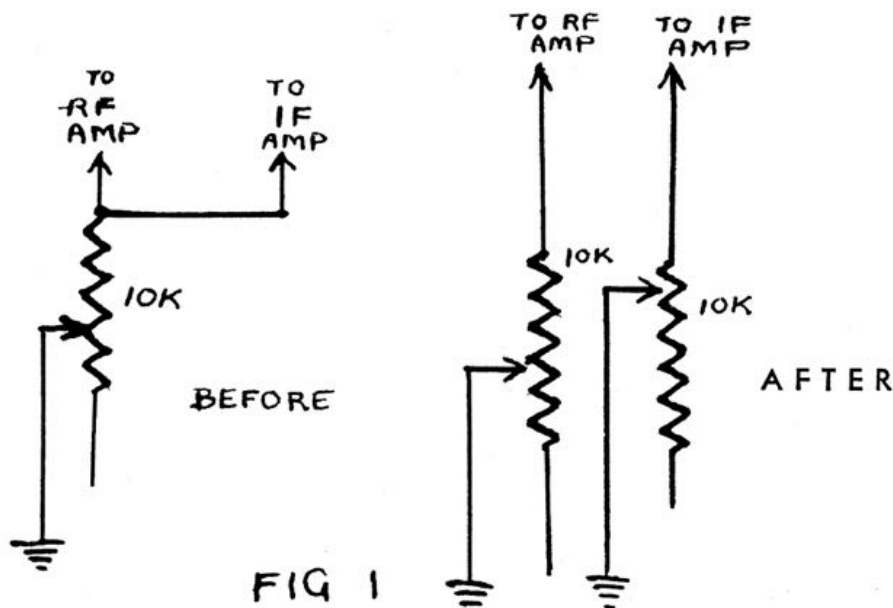 TO
RF
AMP
TO
IF
AMP
10K
BEFORE
TO RF
AMP
TO IF
AMP
10K
10K
AFTER
FIG 1